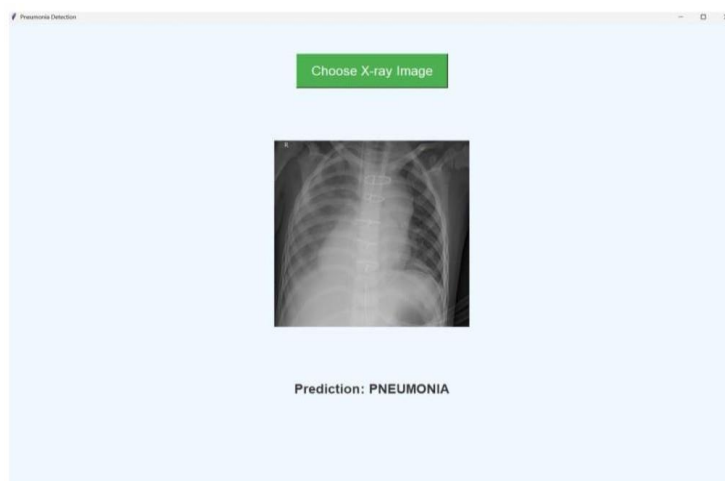 Pneumonia Detection
Choose X-ray Image
R
Prediction: PNEUMONIA